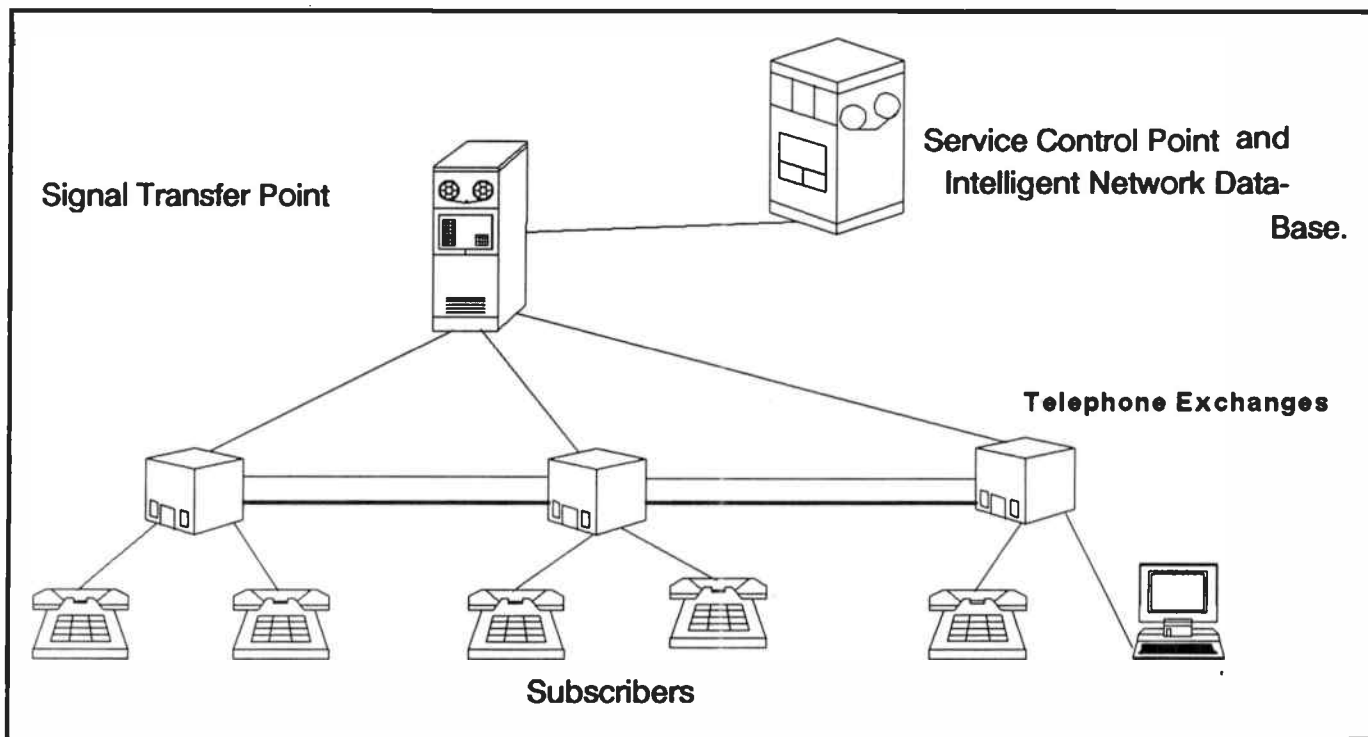 Service Control Point and
Intelligent Network Data-
Base.
Signal Transfer Point
Telephone Exchanges
Subscribers